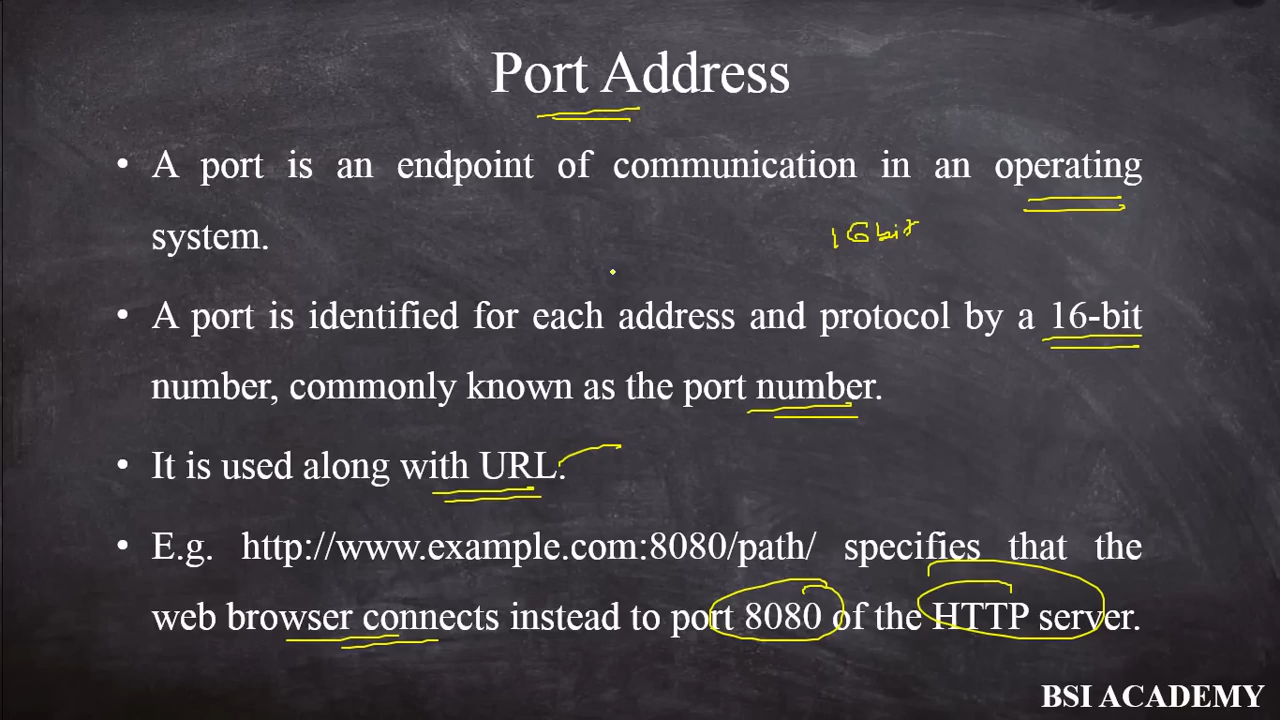 Port Address
• A port is an endpoint of communication in an operating
system.
16bit
• A port is identified for each address and protocol by a 16-bit
number, commonly known as the port number.
• It is used along with URL.
• E.g. http://www.example.com:8080/path/ specifies that the
web browser connects instead to port 8080 of the HTTP server.
BSI ACADEMY